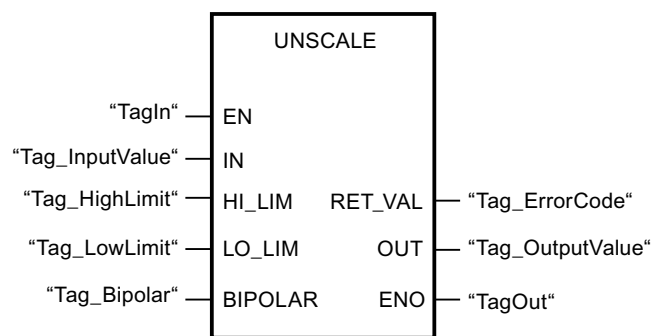 UNSCALE
“TagIn“ EN
“Tag_InputValue“ IN
“Tag_HighLimit“ HI_LIM RET_VAL “Tag_ErrorCode“
“Tag_LowLimit“ LO_LIM OUT “Tag_OutputValue“
“Tag_Bipolar“ BIPOLAR ENO “TagOut“